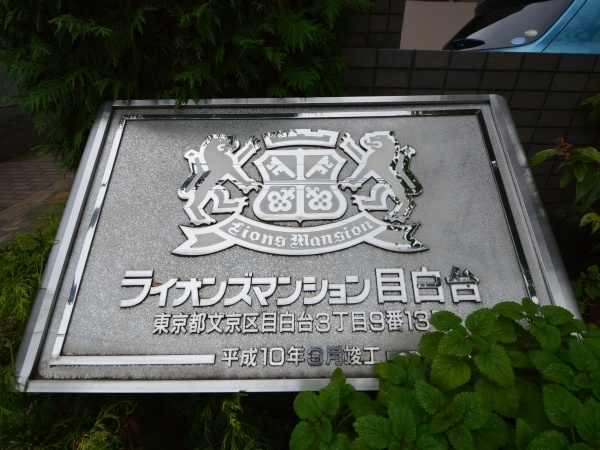 Lions Mansion
ライオンズマンション目白台
東京都文京区目白台3丁目9番13
平成10年3月竣工